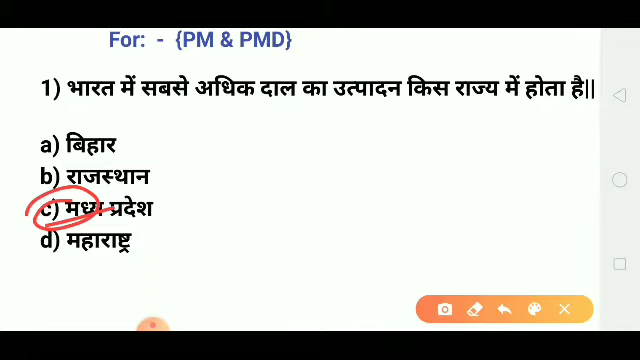 For: - {PM & PMD}
1) भारत में सबसे अधिक दाल का उत्पादन किस राज्य में होता है||
a) बिहार
b) राजस्थान
c) मध्य प्रदेश
d) महाराष्ट्र